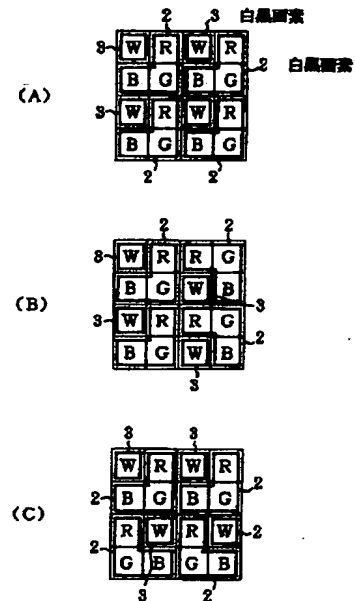 2 3 白黒画素
3 W R W R
B G B G 2 白黒画素
(A)
3 W R W R
B G B G
2 2
2 2
3 W R R G
B G W B
(B)
3 3
W R R G
2
B G W B
3
3 3
W R W R
2 B G B G 2
(C)
R W R W 2
2
G B G B
3 2